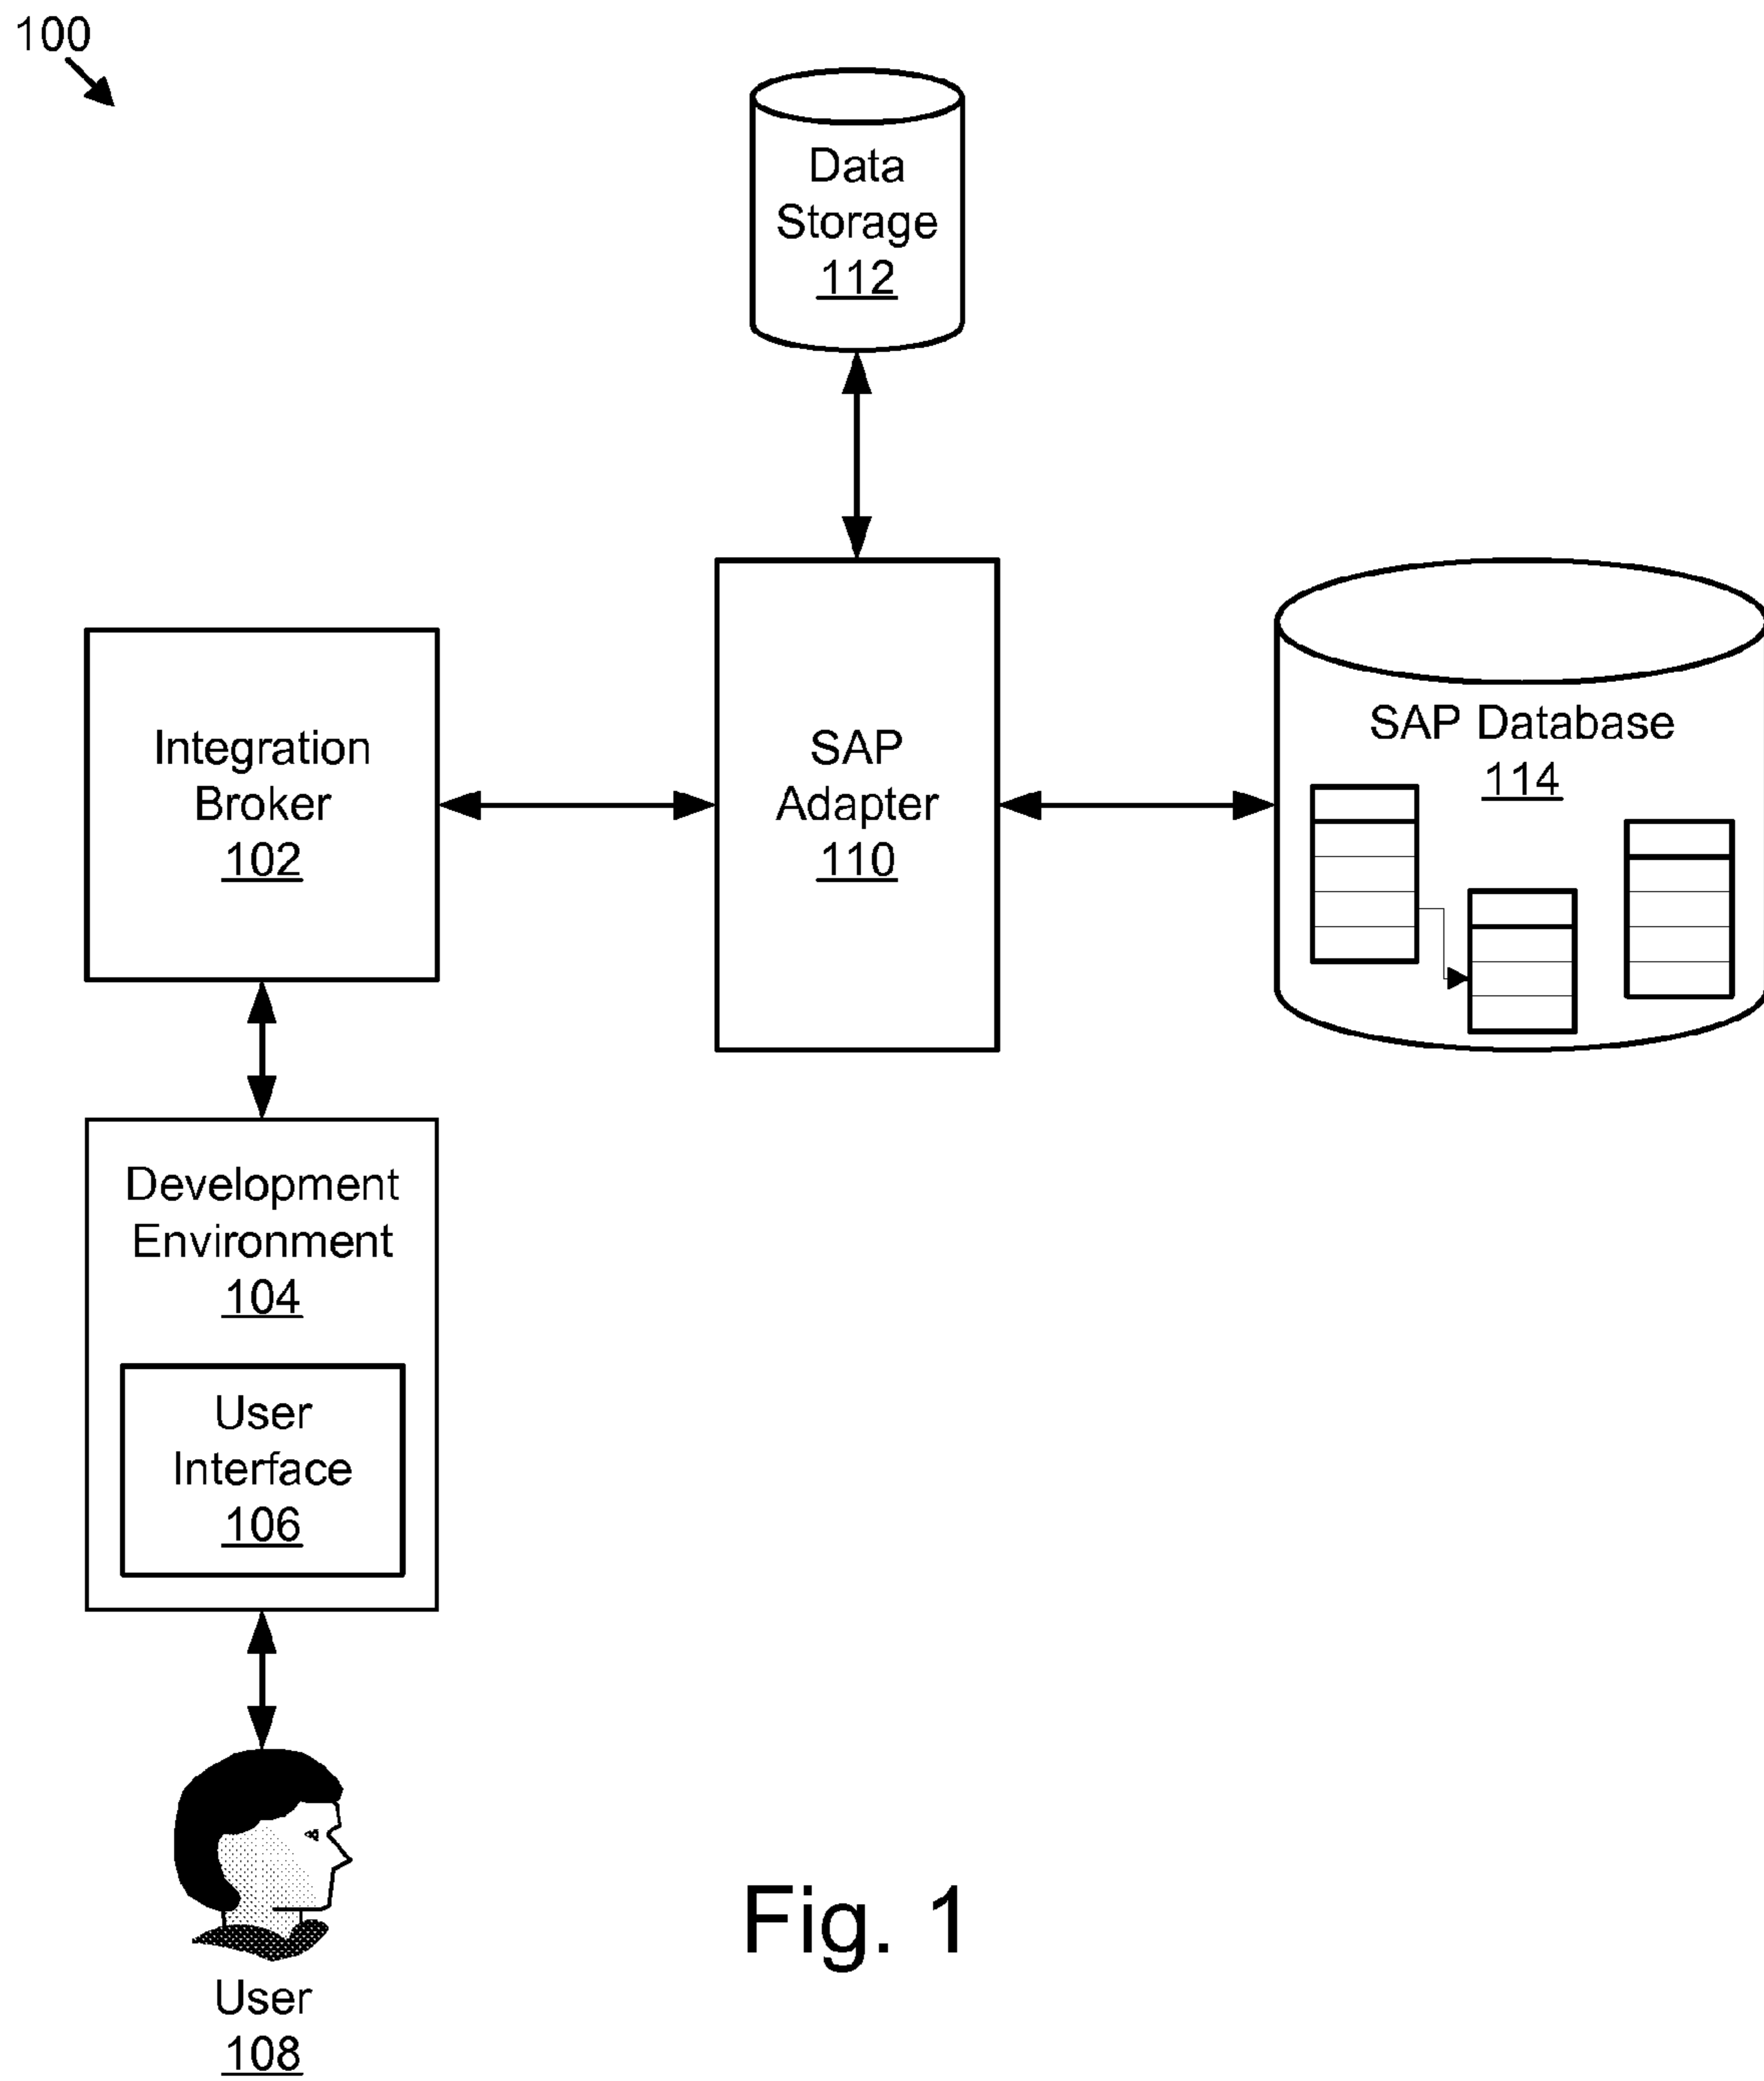 100
Data
Storage
112
Integration
Broker
102
SAP
Adapter
110
SAP Database
114
Development
Environment
104
User
Interface
106
User
108
Fig. 1